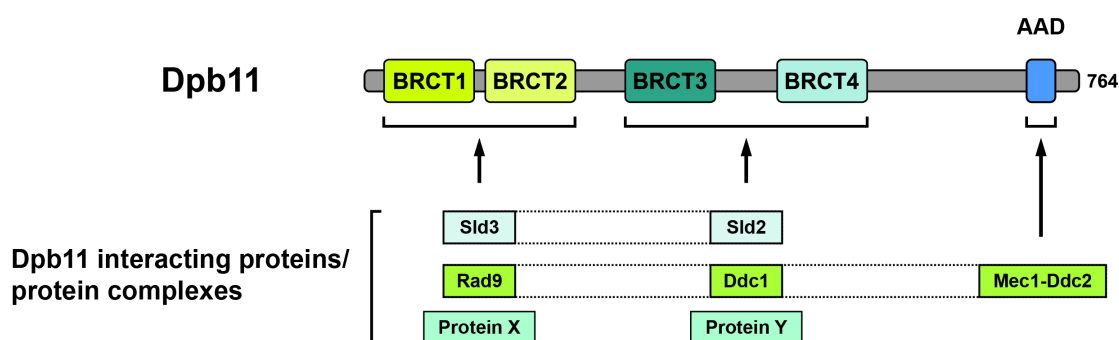 AAD
Dpb11 BRCT1 BRCT2 BRCT3 BRCT4 764
Sld3 Sld2
Dpb11 interacting proteins/
protein complexes
Rad9 Ddc1 Mec1-Ddc2
Protein X Protein Y